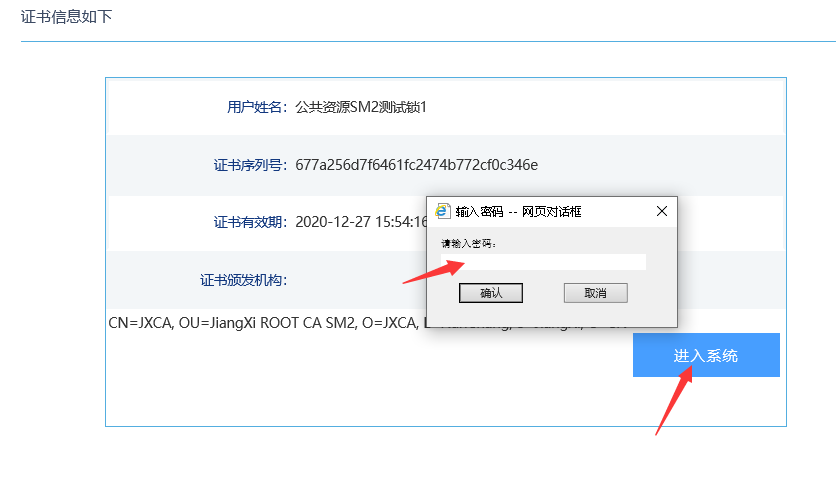 证书信息如下
用户姓名： 公共资源SM2测试锁1
证书序列号： 677a256d7f6461fc2474b772cf0c346e
证书有效期： 2020-12-27 15:54:16
输入密码 -- 网页对话框
请输入密码：
确认 取消
证书颁发机构：
CN=JXCA, OU=JiangXi ROOT CA SM2, O=JXCA,
进入系统